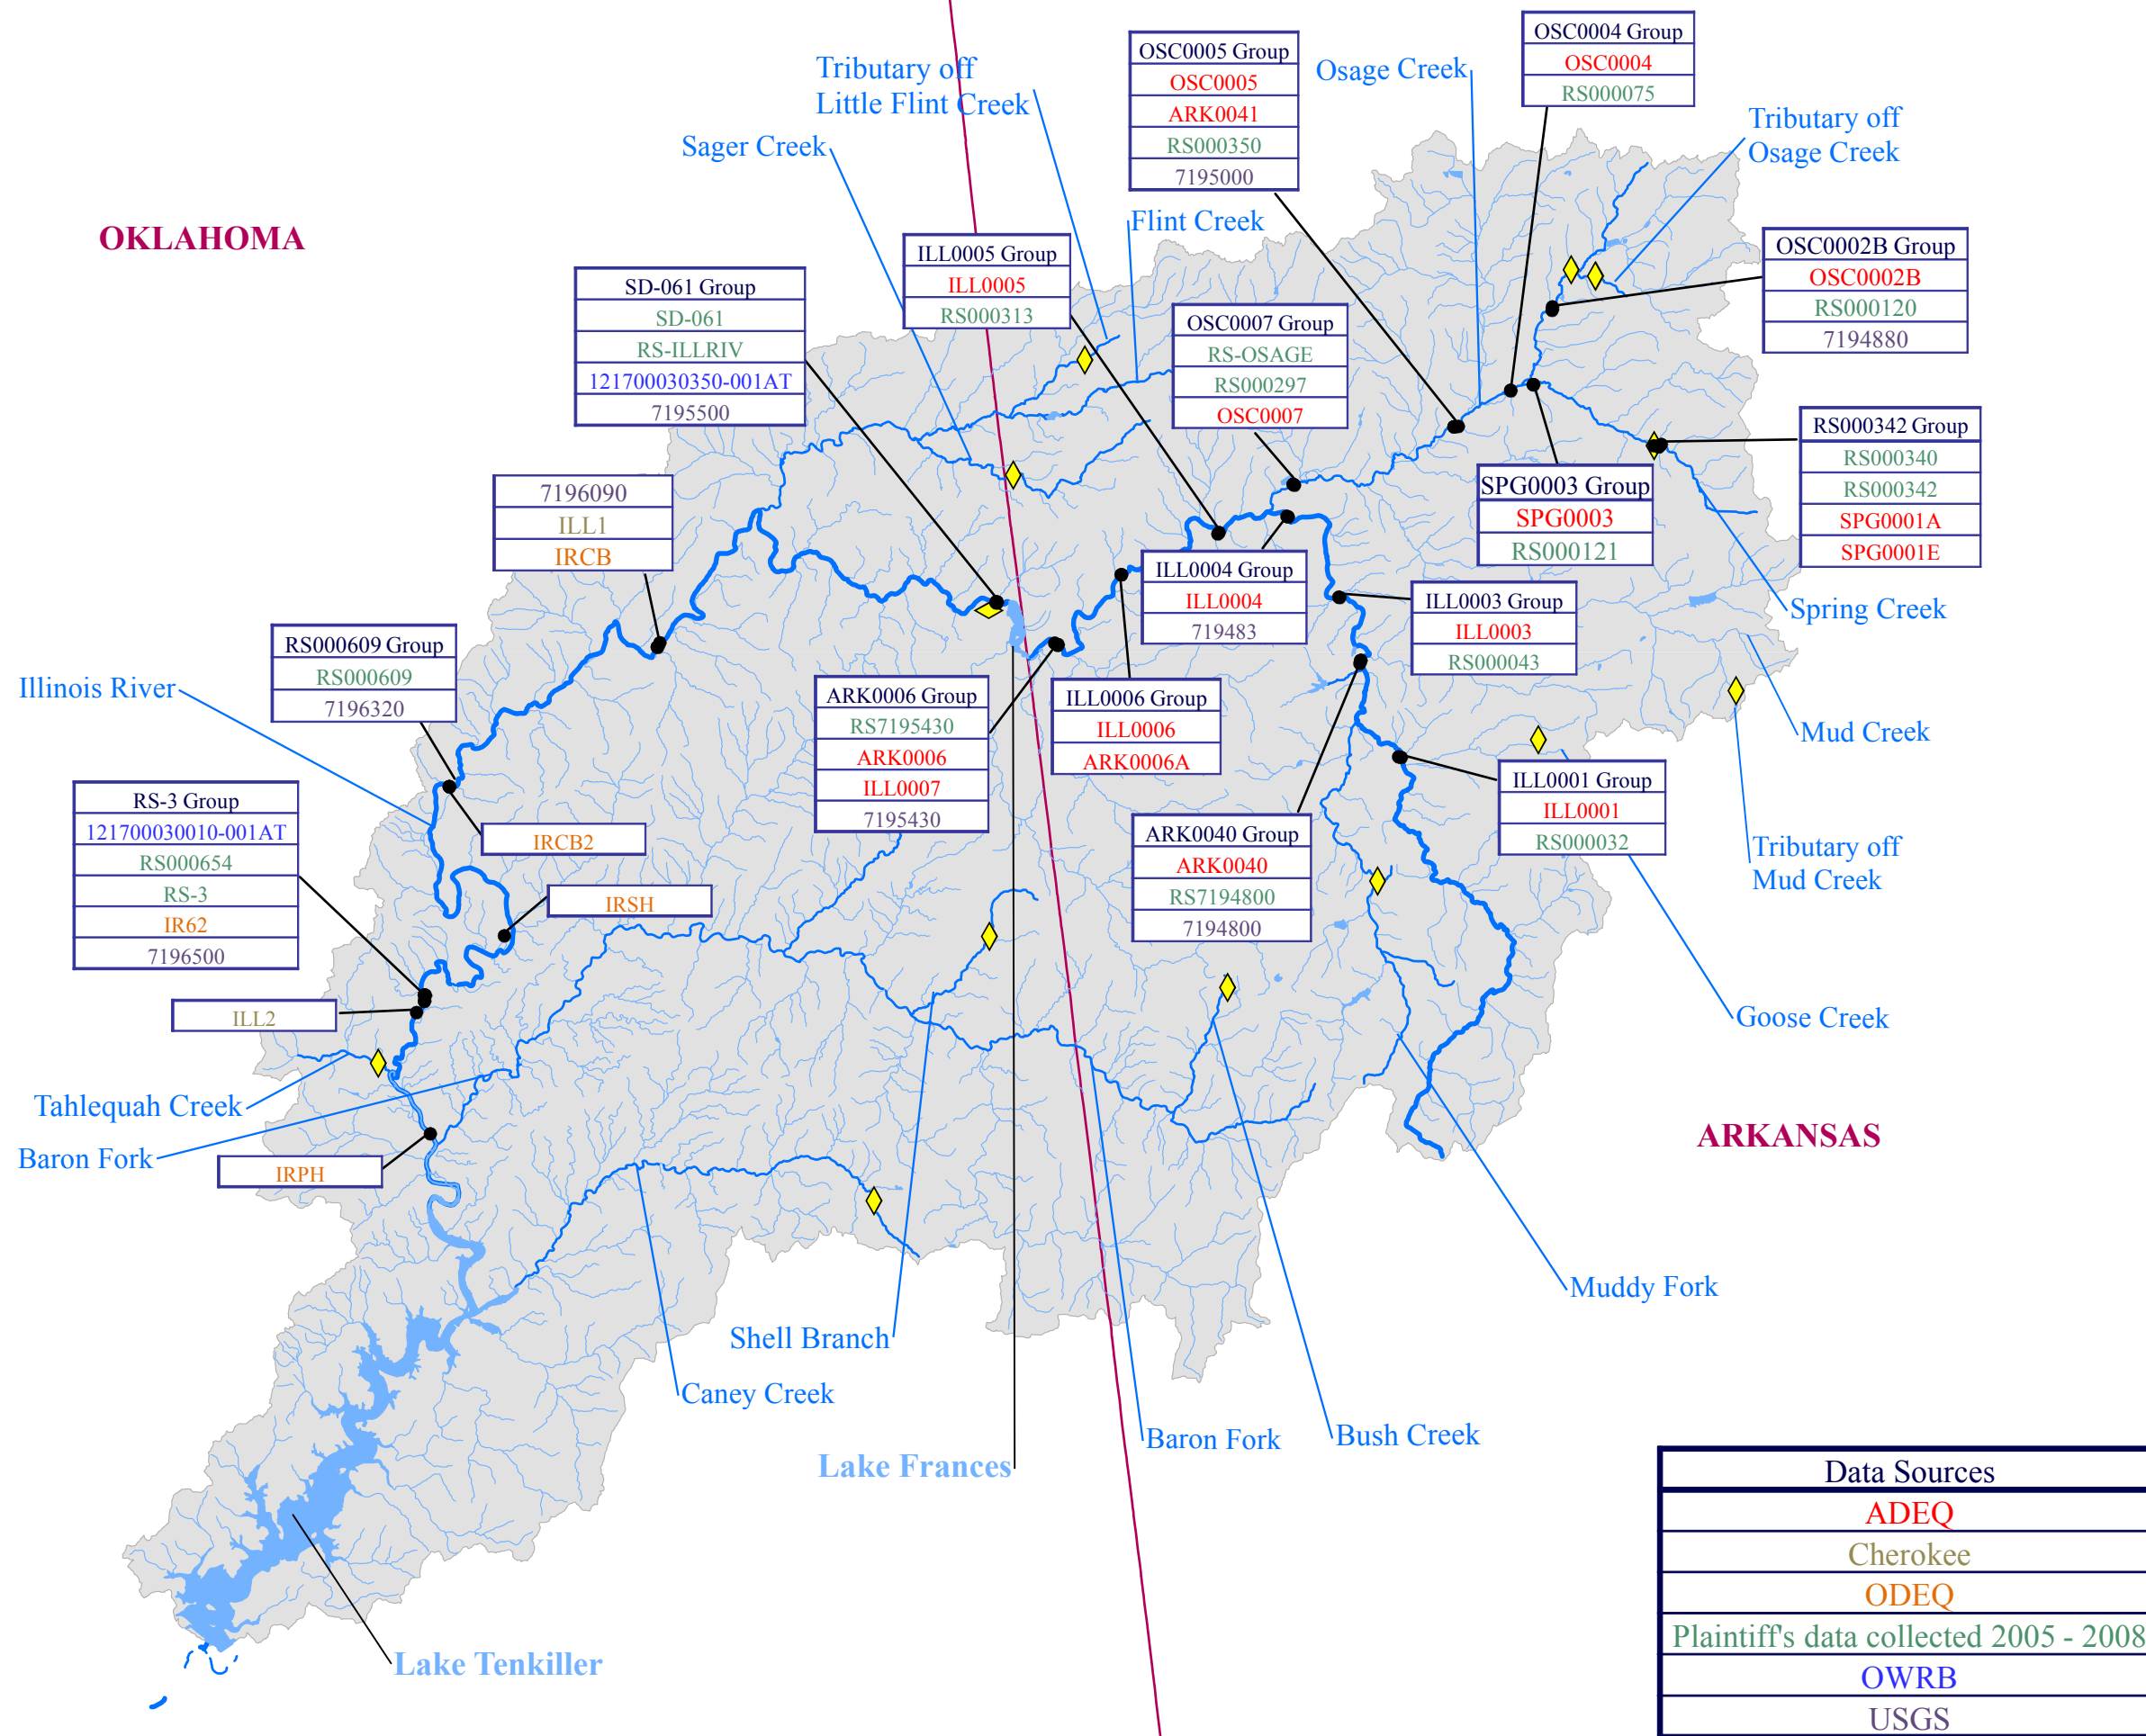 OSC0004 Group
OSC0004
RS000075
OSC0005 Group
OSC0005
ARK0041
RS000350
7195000
Osage Creek
Tributary off
Little Flint Creek
Tributary off
Osage Creek
Sager Creek
Flint Creek
OKLAHOMA
ILL0005 Group
ILL0005
RS000313
OSC0002B Group
OSC0002B
RS000120
7194880
SD-061 Group
SD-061
RS-ILLRIV
121700030350-001AT
7195500
OSC0007 Group
RS-OSAGE
RS000297
OSC0007
RS000342 Group
RS000340
RS000342
SPG0001A
SPG0001E
SPG0003 Group
SPG0003
RS000121
7196090
ILL1
IRCB
ILL0004 Group
ILL0004
719483
ILL0003 Group
ILL0003
RS000043
Spring Creek
RS000609 Group
RS000609
7196320
Illinois River
ARK0006 Group
RS7195430
ARK0006
ILL0007
7195430
ILL0006 Group
ILL0006
ARK0006A
Mud Creek
ILL0001 Group
ILL0001
RS000032
RS-3 Group
121700030010-001AT
RS000654
RS-3
IR62
7196500
IRCB2
ARK0040 Group
ARK0040
RS7194800
7194800
Tributary off
Mud Creek
IRSH
ILL2
Goose Creek
Tahlequah Creek
Baron Fork
IRPH
ARKANSAS
Muddy Fork
Shell Branch
Caney Creek
Baron Fork
Bush Creek
Lake Frances
Lake Tenkiller
Data Sources
ADEQ
Cherokee
ODEQ
Plaintiff's data collected 2005 - 2008
OWRB
USGS